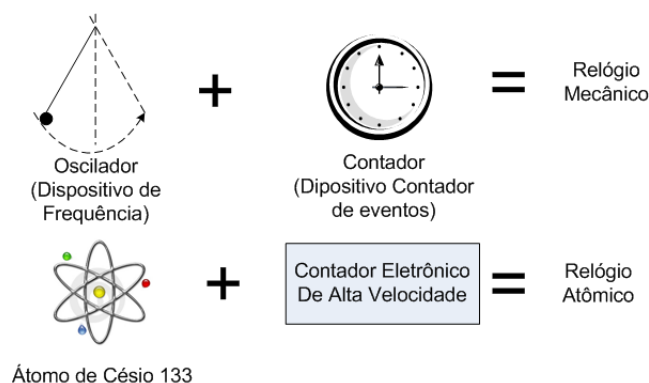 Oscilador
(Dispositivo de
Frequência)
+
Contador
(Dipositivo Contador
de eventos)
=
Relógio
Mecânico
Átomo de Césio 133
+
Contador Eletrônico
De Alta Velocidade
=
Relógio
Atômico